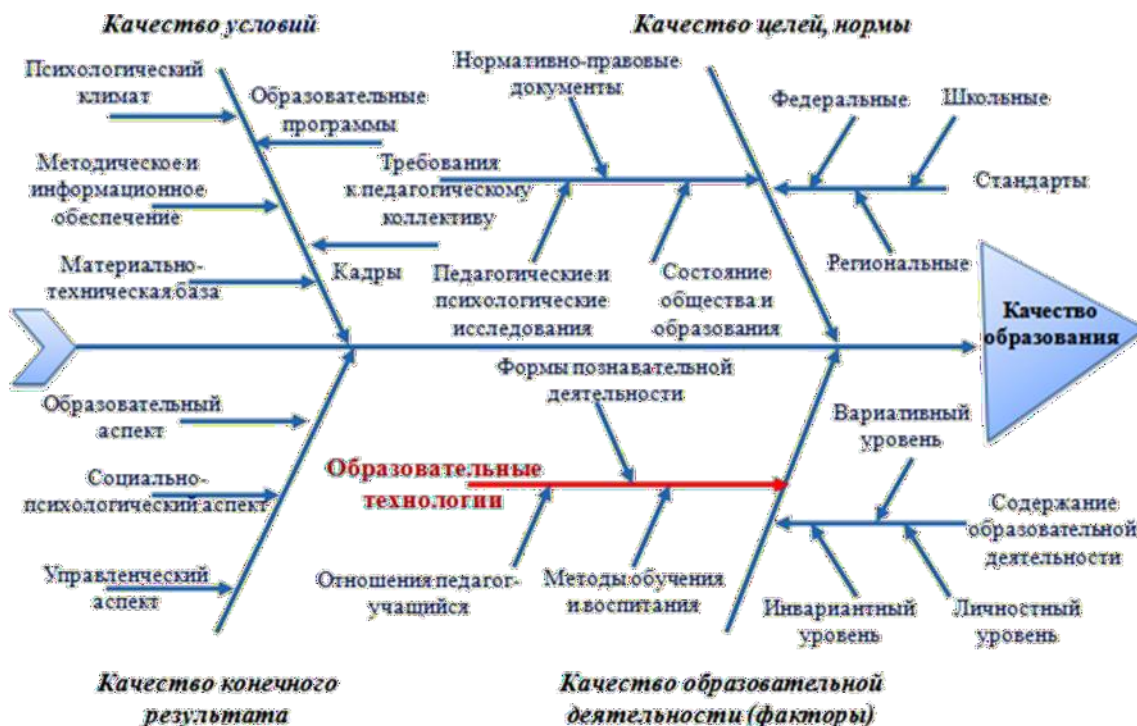 Качество условий
Качество целей, нормы
Психологический
климат
Образовательные
программы
Методическое и
информационное
обеспечение
Материально-
техническая база
Кадры
Нормативно-правовые
документы
Требования
к педагогическому
коллективу
Педагогические и
психологические
исследования
Состояние
общества и
образования
Федеральные
Школьные
Стандарты
Региональные
Качество
образования
Образовательный
аспект
Социально-
психологический аспект
Управленческий
аспект
Формы познавательной
деятельности
Образовательные
технологии
Отношения педагог-
учащийся
Методы обучения
и воспитания
Вариативный
уровень
Содержание
образовательной
деятельности
Инвариантный
уровень
Личностный
уровень
Качество конечного
результата
Качество образовательной
деятельности (факторы)